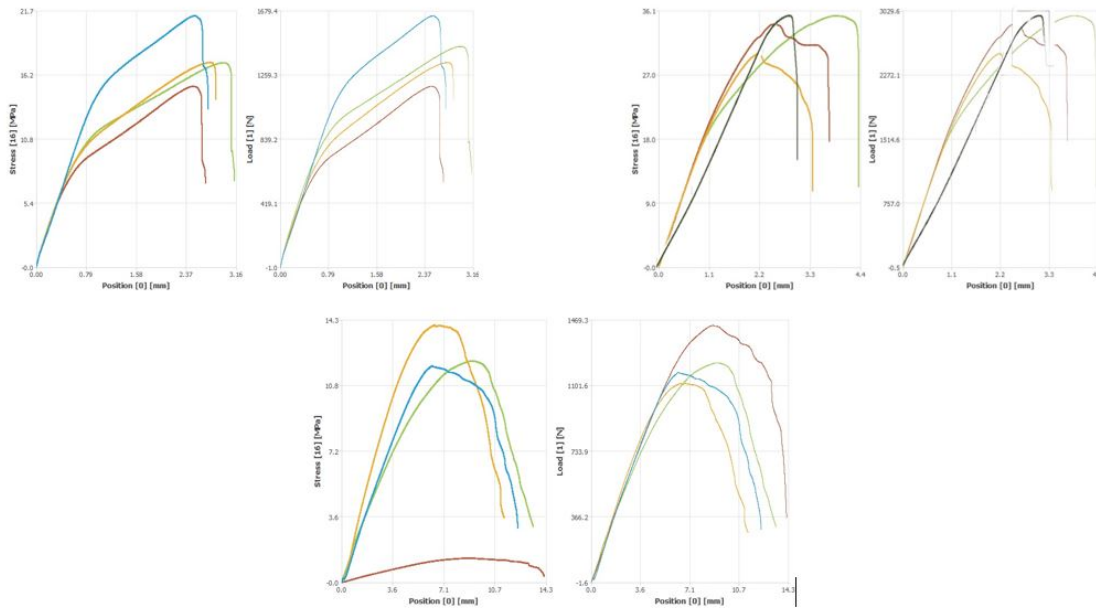 21.7
16.2
10.8
5.4
-0.0
0.00 0.79 1.58 2.37 3.16
Stress [16] [MPa]
Position [0] [mm]
1679.4
1259.3
839.2
419.1
-1.0
0.00 0.79 1.58 2.37 3.16
Load [1] [N]
Position [0] [mm]
36.1
27.0
18.0
9.0
-0.0
0.0 1.1 2.2 3.3 4.4
Stress [16] [MPa]
Position [0] [mm]
3029.6
2272.1
1514.6
757.0
-0.5
0.0 1.1 2.2 3.3
Load [1] [N]
Position [0] [mm]
14.3
10.8
7.2
3.6
-0.0
0.0 3.6 7.1 10.7 14.3
Stress [16] [MPa]
Position [0] [mm]
1469.3
1101.6
733.9
366.2
-1.6
0.0 3.6 7.1 10.7 14.3
Load [1] [N]
Position [0] [mm]